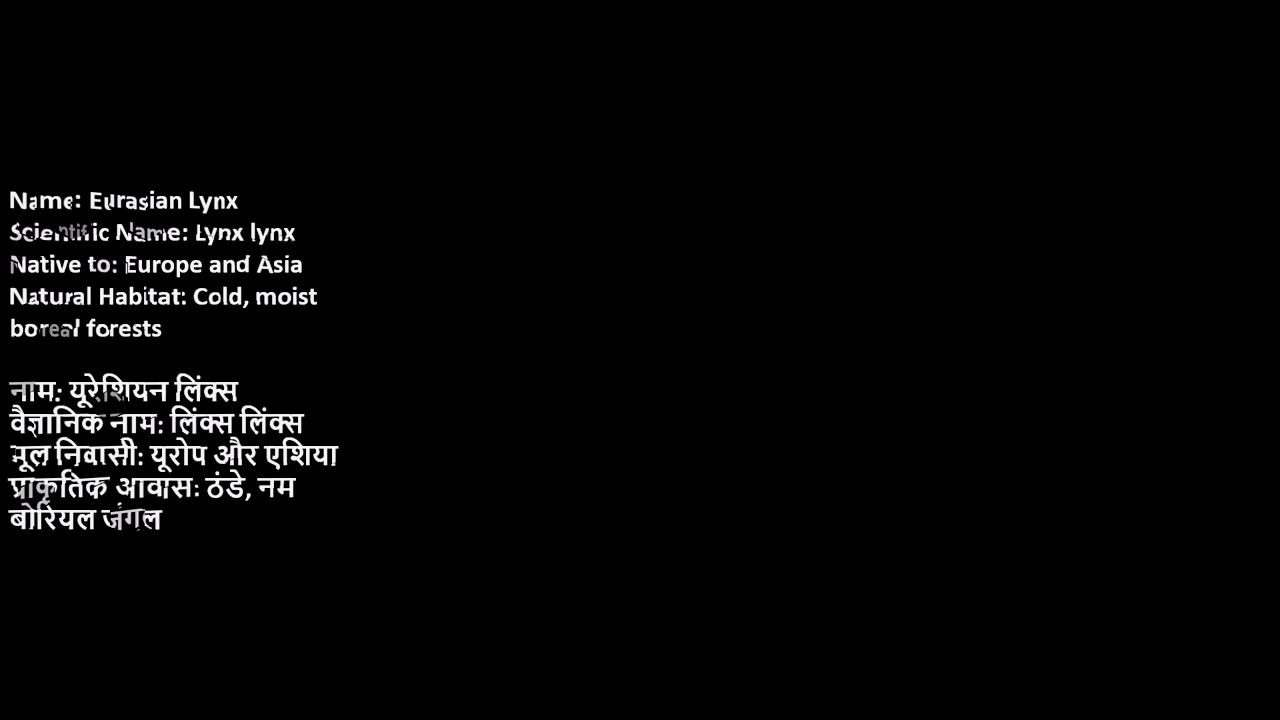 Name: Eurasian Lynx
Scientific Name: Lynx lynx
Native to: Europe and Asia
Natural Habitat: Cold, moist
boreal forests
नाम: यूरेशियन लिंक्स
वैज्ञानिक नाम: लिंक्स लिंक्स
मूल निवासी: यूरोप और एशिया
प्राकृतिक आवास: ठंडे, नम
बोरियल जंगल